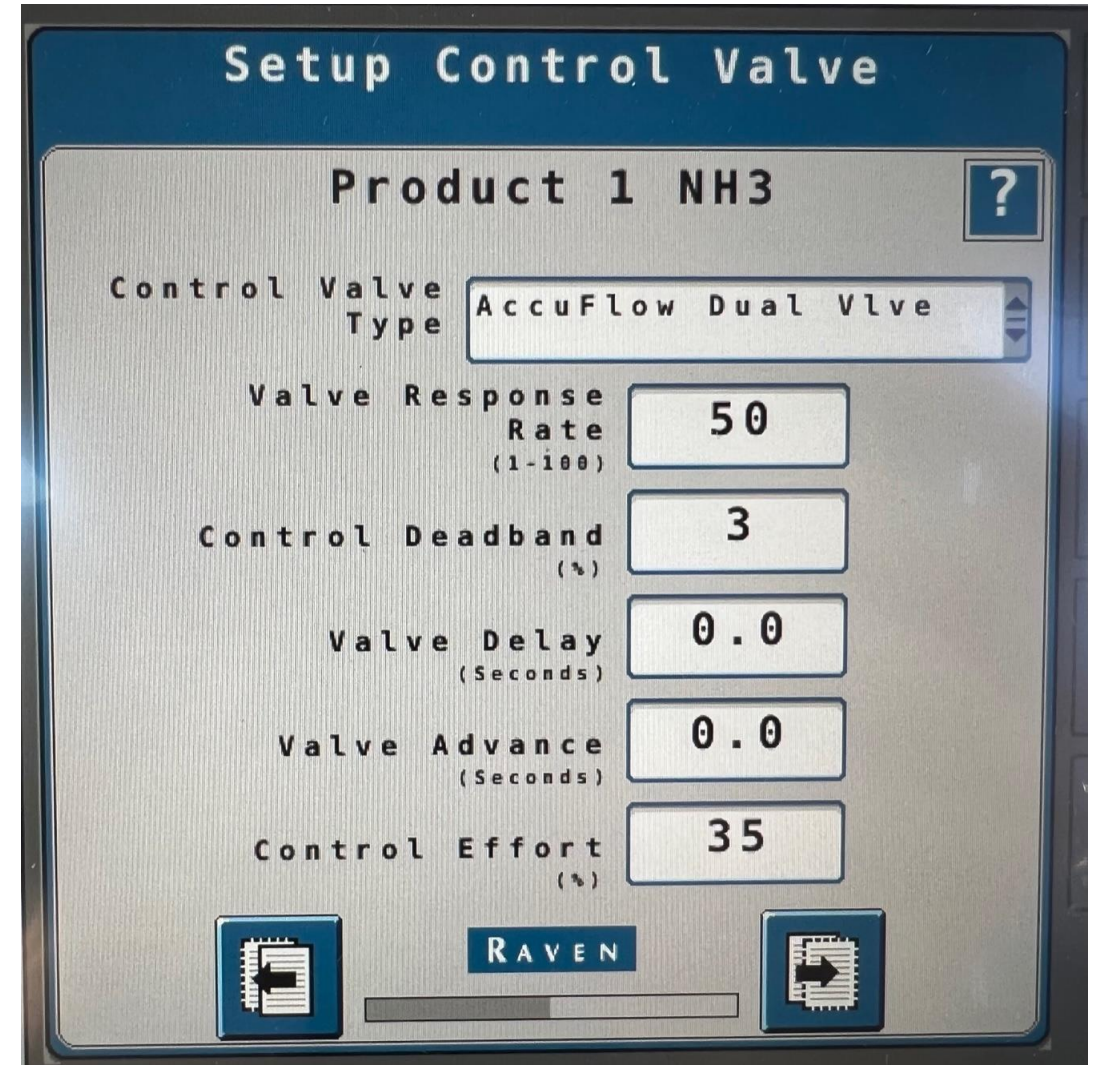 Setup Control Valve
Product 1 NH3
?
Control Valve
Type
AccuFlow Dual Vlve
Valve Response
Rate
(1-100)
50
Control Deadband
(%)
3
Valve Delay
(Seconds)
0.0
Valve Advance
(Seconds)
0.0
Control Effort
(%)
35
RAVEN